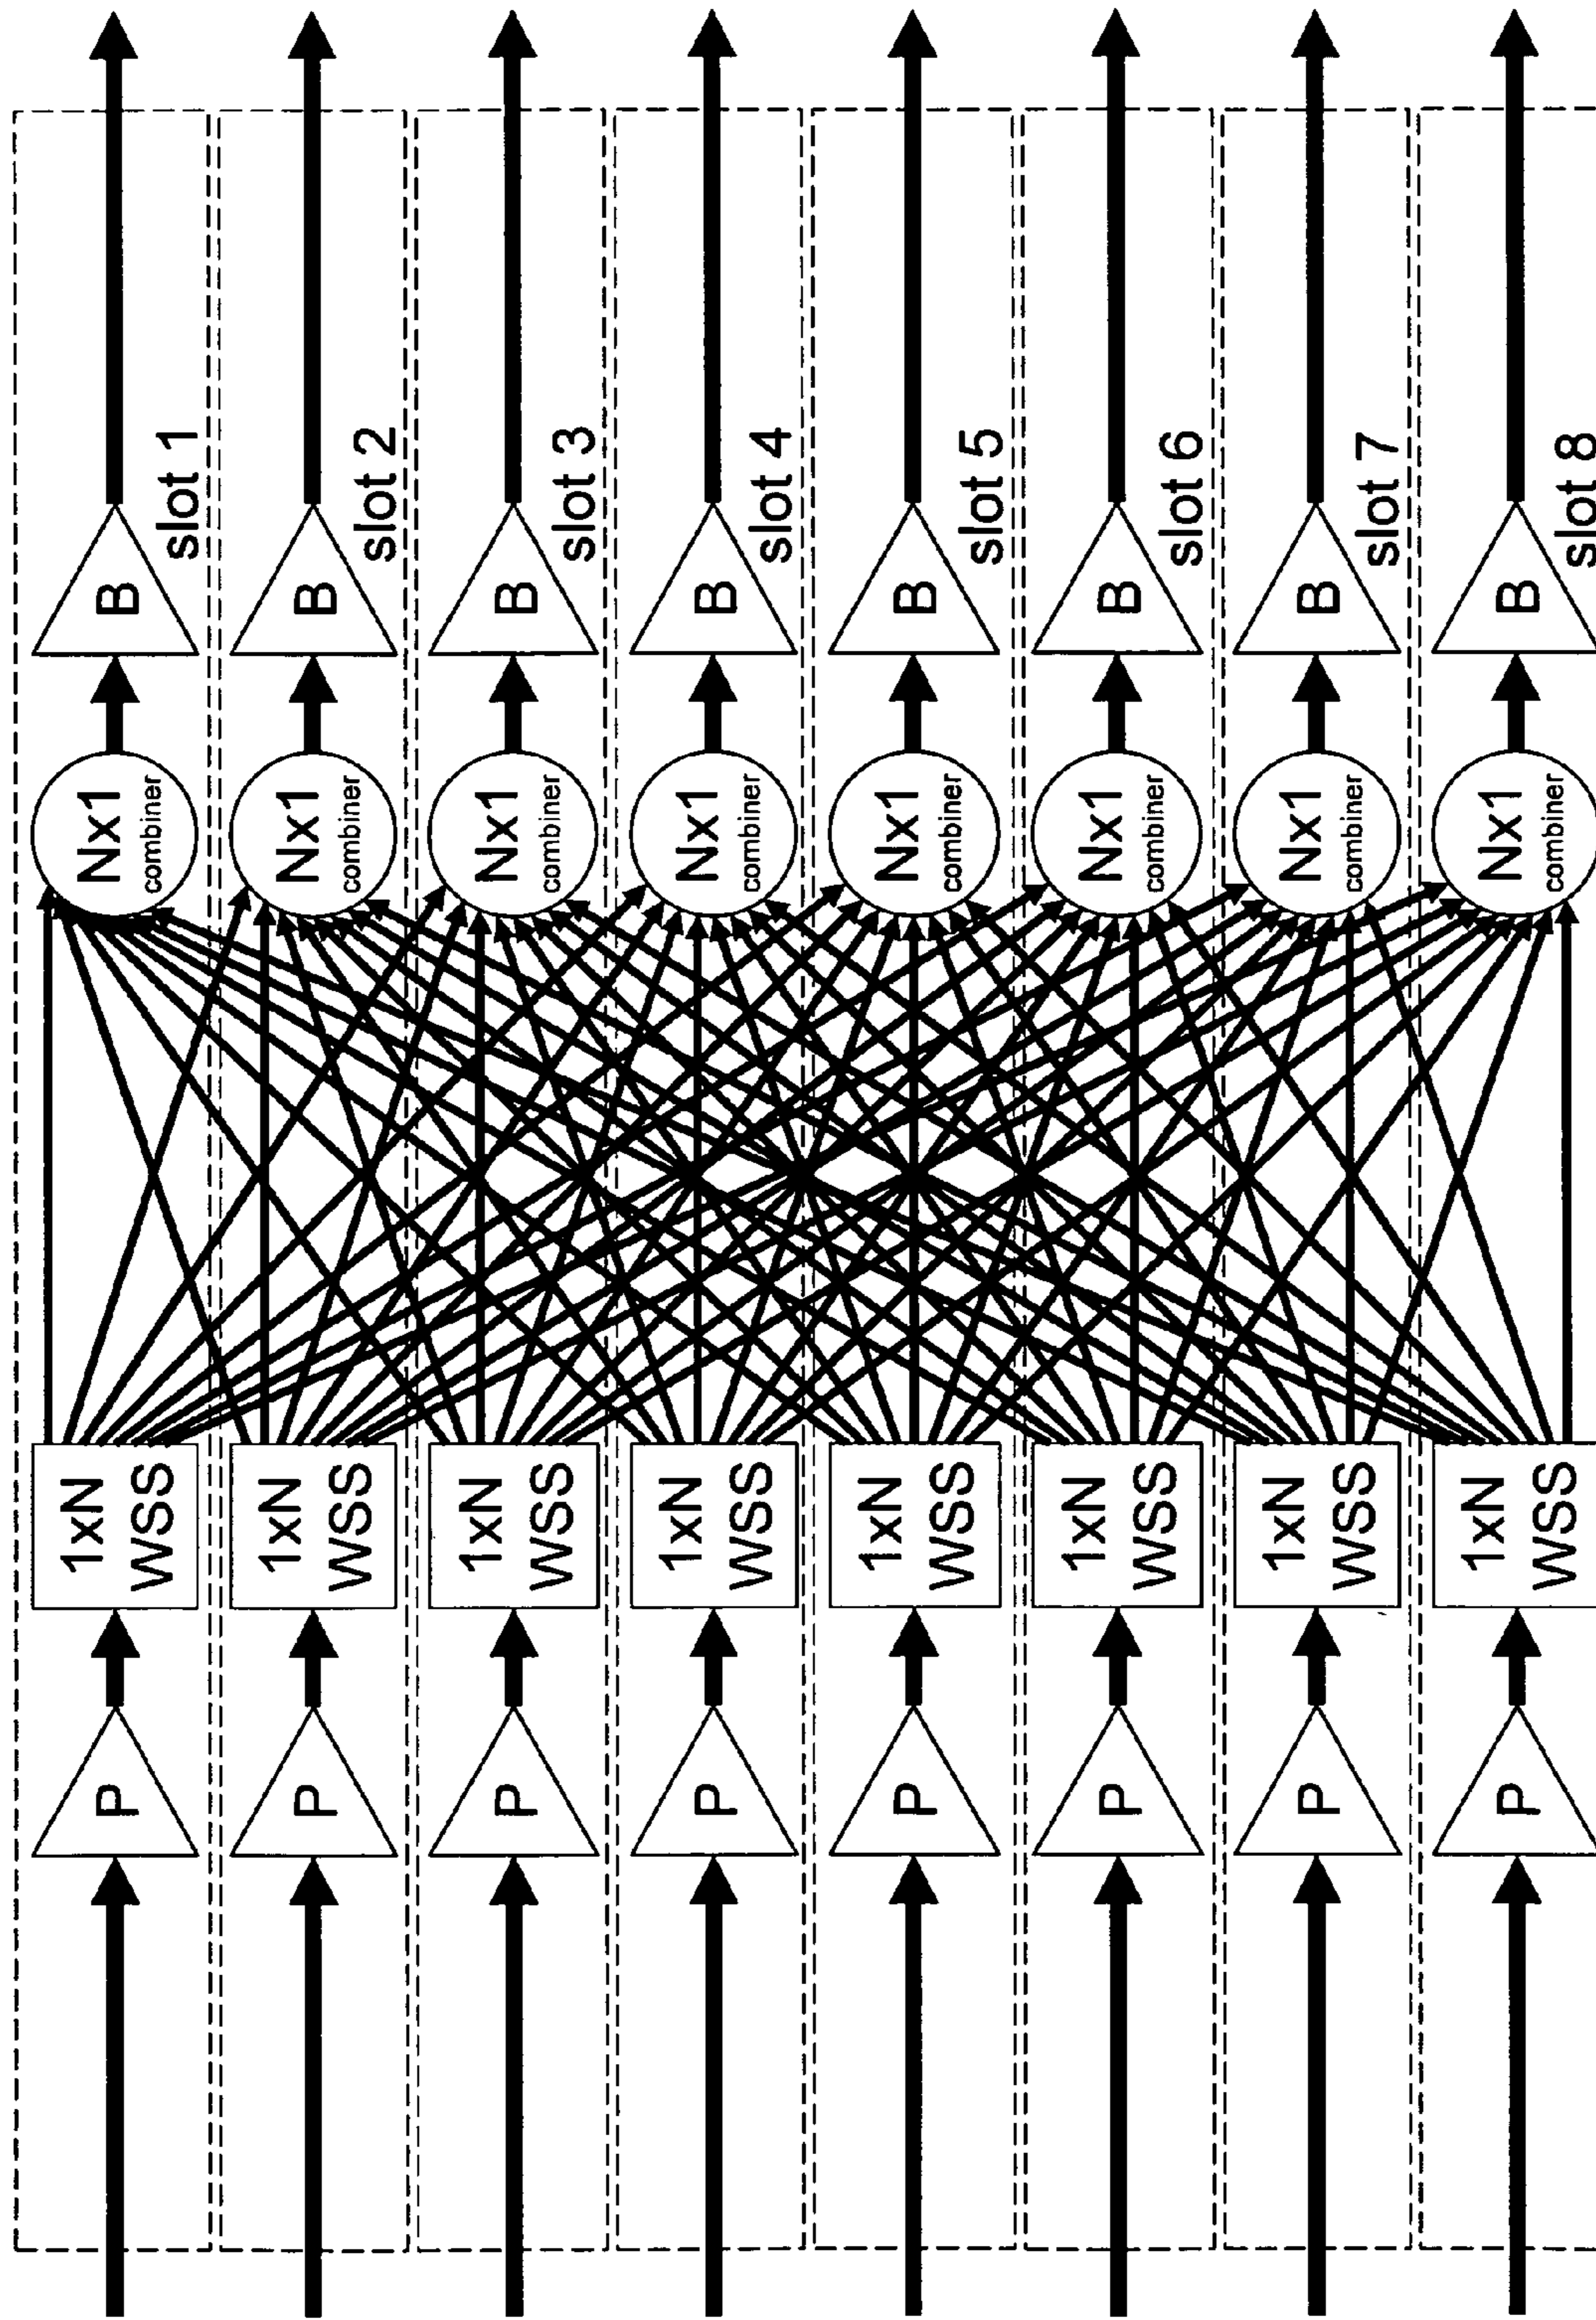 P
1xN
WSS
Nx1
combiner
B
slot 1
P
1xN
WSS
Nx1
combiner
B
slot 2
P
1xN
WSS
Nx1
combiner
B
slot 3
P
1xN
WSS
Nx1
combiner
B
slot 4
P
1xN
WSS
Nx1
combiner
B
slot 5
P
1xN
WSS
Nx1
combiner
B
slot 6
P
1xN
WSS
Nx1
combiner
B
slot 7
P
1xN
WSS
Nx1
combiner
B
slot 8